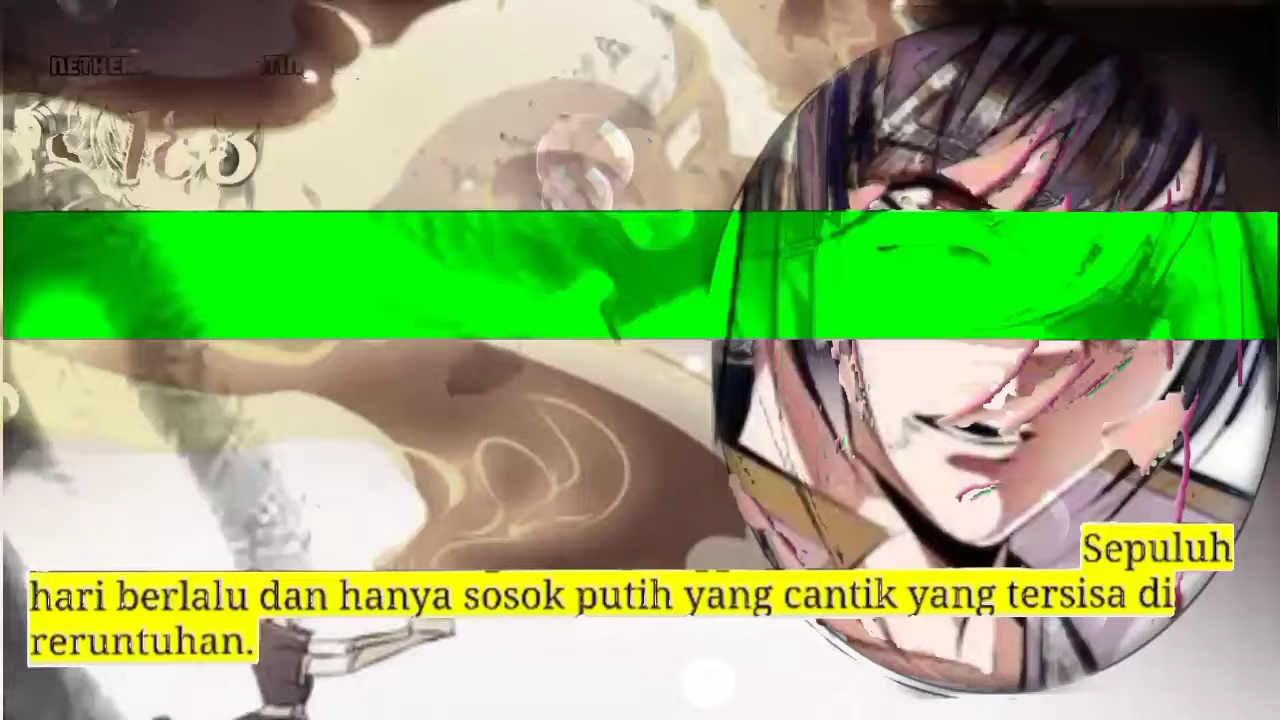 Sepuluh
hari berlalu dan hanya sosok putih yang cantik yang tersisa di
reruntuhan.